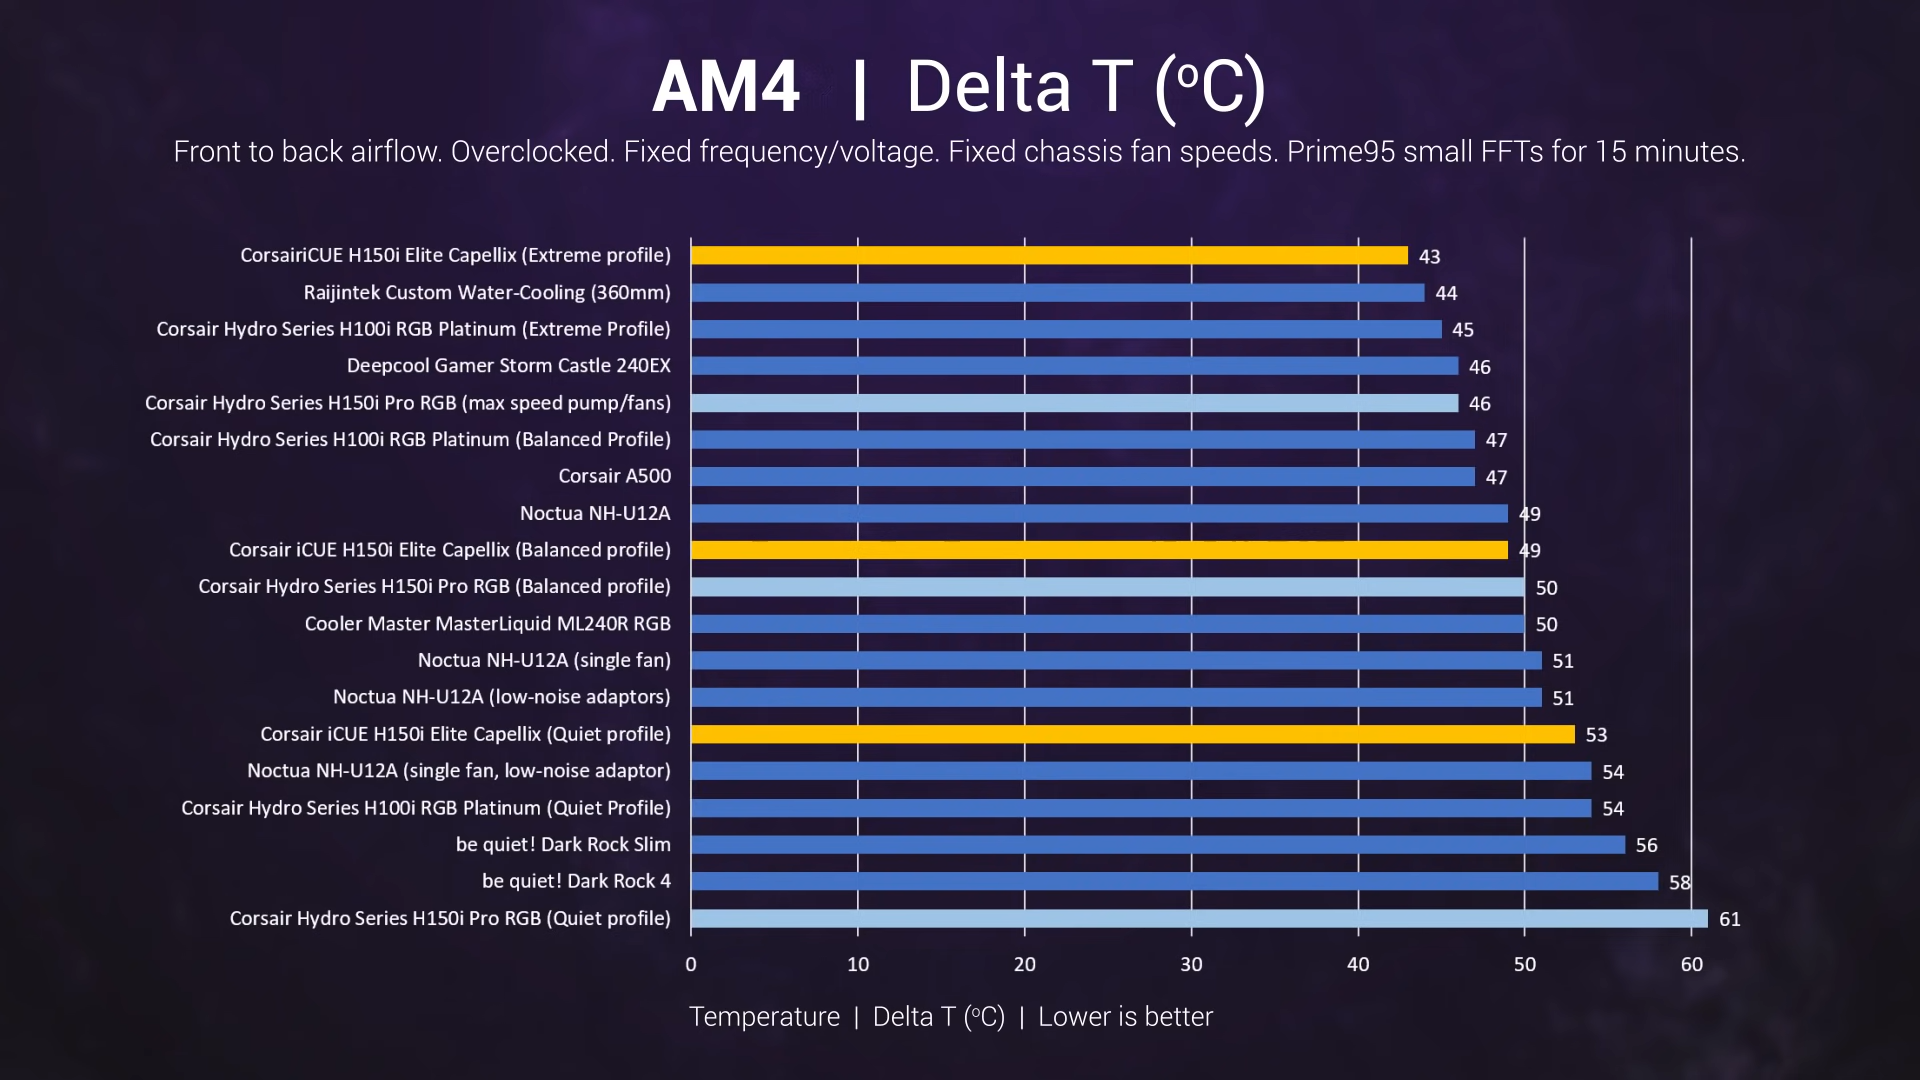 AM4 | Delta T (ºC)
Front to back airflow. Overclocked. Fixed frequency/voltage. Fixed chassis fan speeds. Prime95 small FFTs for 15 minutes.
CorsairiCUE H150i Elite Capellix (Extreme profile) 43
Raijintek Custom Water-Cooling (360mm) 44
Corsair Hydro Series H100i RGB Platinum (Extreme Profile) 45
Deepcool Gamer Storm Castle 240EX 46
Corsair Hydro Series H150i Pro RGB (max speed pump/fans) 46
Corsair Hydro Series H100i RGB Platinum (Balanced Profile) 47
Corsair A500 47
Noctua NH-U12A 49
Corsair iCUE H150i Elite Capellix (Balanced profile) 49
Corsair Hydro Series H150i Pro RGB (Balanced profile) 50
Cooler Master MasterLiquid ML240R RGB 50
Noctua NH-U12A (single fan) 51
Noctua NH-U12A (low-noise adaptors) 51
Corsair iCUE H150i Elite Capellix (Quiet profile) 53
Noctua NH-U12A (single fan, low-noise adaptor) 54
Corsair Hydro Series H100i RGB Platinum (Quiet Profile) 54
be quiet! Dark Rock Slim 56
be quiet! Dark Rock 4 58
Corsair Hydro Series H150i Pro RGB (Quiet profile) 61
0 10 20 30 40 50 60
Temperature | Delta T (ºC) | Lower is better